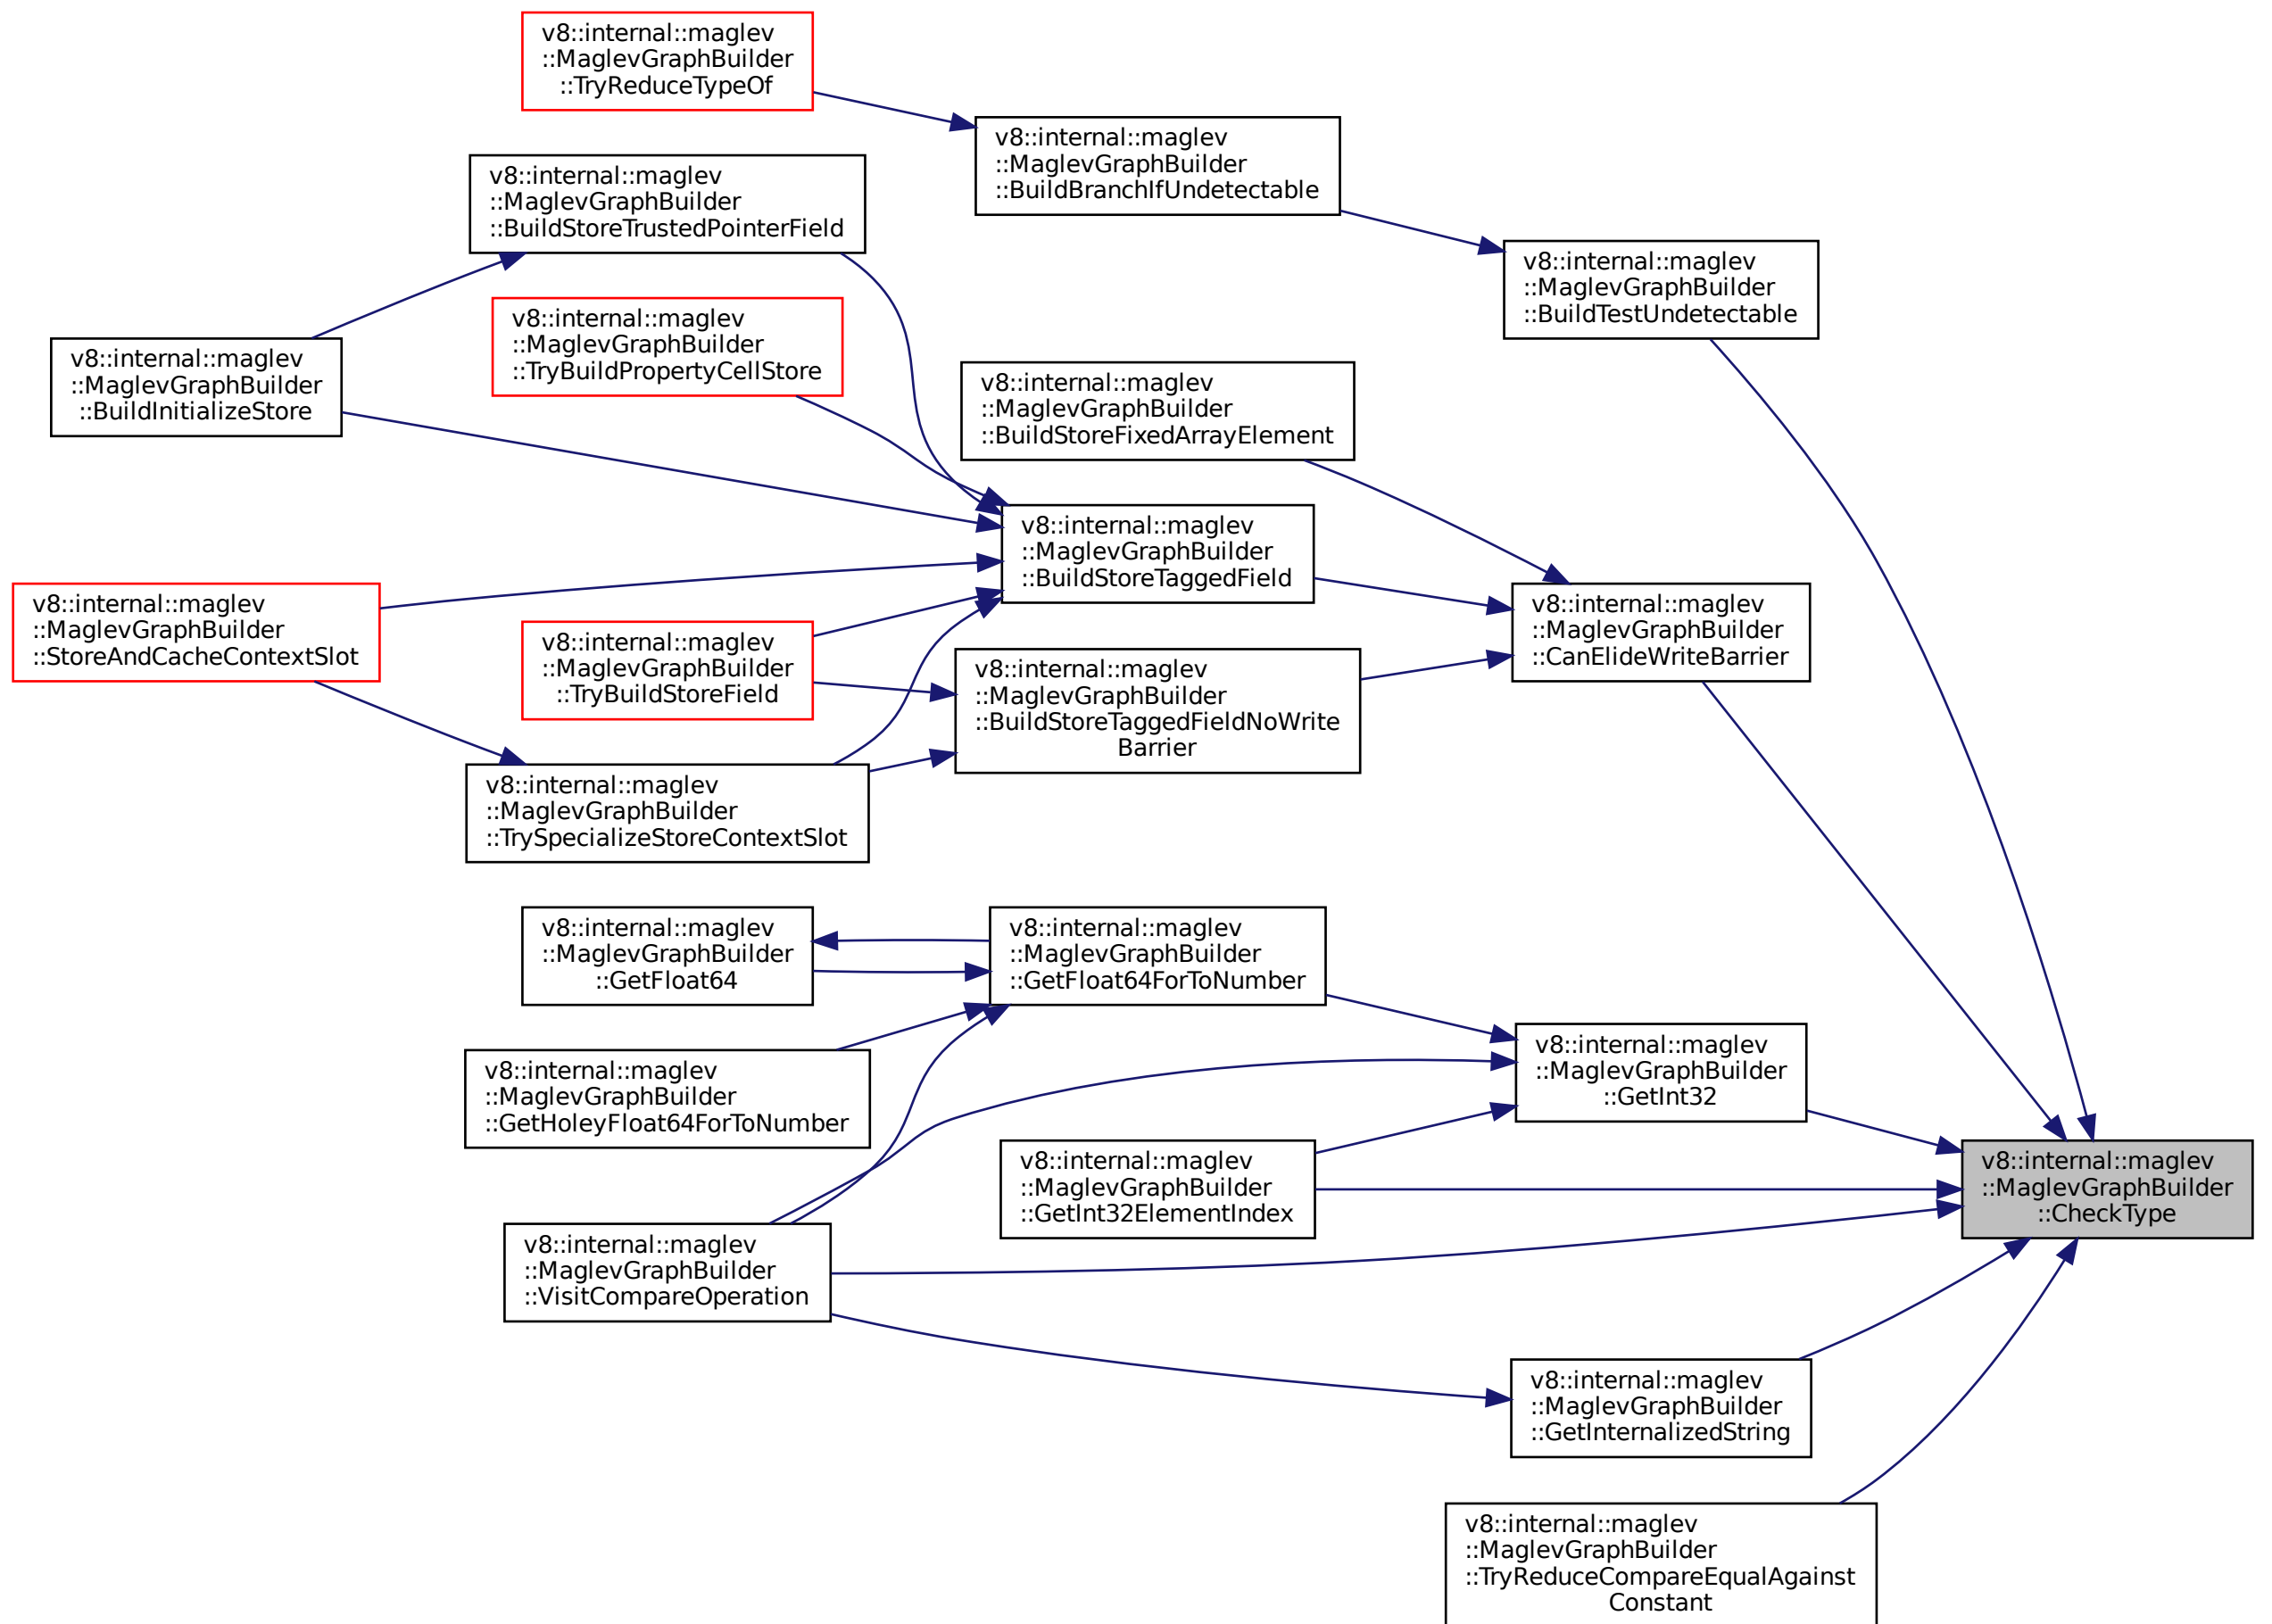 v8::internal::maglev
::MaglevGraphBuilder
::TryReduceTypeOf
v8::internal::maglev
::MaglevGraphBuilder
::BuildBranchIfUndetectable
v8::internal::maglev
::MaglevGraphBuilder
::BuildStoreTrustedPointerField
v8::internal::maglev
::MaglevGraphBuilder
::BuildTestUndetectable
v8::internal::maglev
::MaglevGraphBuilder
::TryBuildPropertyCellStore
v8::internal::maglev
::MaglevGraphBuilder
::BuildInitializeStore
v8::internal::maglev
::MaglevGraphBuilder
::BuildStoreFixedArrayElement
v8::internal::maglev
::MaglevGraphBuilder
::BuildStoreTaggedField
v8::internal::maglev
::MaglevGraphBuilder
::StoreAndCacheContextSlot
v8::internal::maglev
::MaglevGraphBuilder
::CanElideWriteBarrier
v8::internal::maglev
::MaglevGraphBuilder
::TryBuildStoreField
v8::internal::maglev
::MaglevGraphBuilder
::BuildStoreTaggedFieldNoWrite
Barrier
v8::internal::maglev
::MaglevGraphBuilder
::TrySpecializeStoreContextSlot
v8::internal::maglev
::MaglevGraphBuilder
::GetFloat64
v8::internal::maglev
::MaglevGraphBuilder
::GetFloat64ForToNumber
v8::internal::maglev
::MaglevGraphBuilder
::GetInt32
v8::internal::maglev
::MaglevGraphBuilder
::GetHoleyFloat64ForToNumber
v8::internal::maglev
::MaglevGraphBuilder
::GetInt32ElementIndex
v8::internal::maglev
::MaglevGraphBuilder
::CheckType
v8::internal::maglev
::MaglevGraphBuilder
::VisitCompareOperation
v8::internal::maglev
::MaglevGraphBuilder
::GetInternalizedString
v8::internal::maglev
::MaglevGraphBuilder
::TryReduceCompareEqualAgainst
Constant